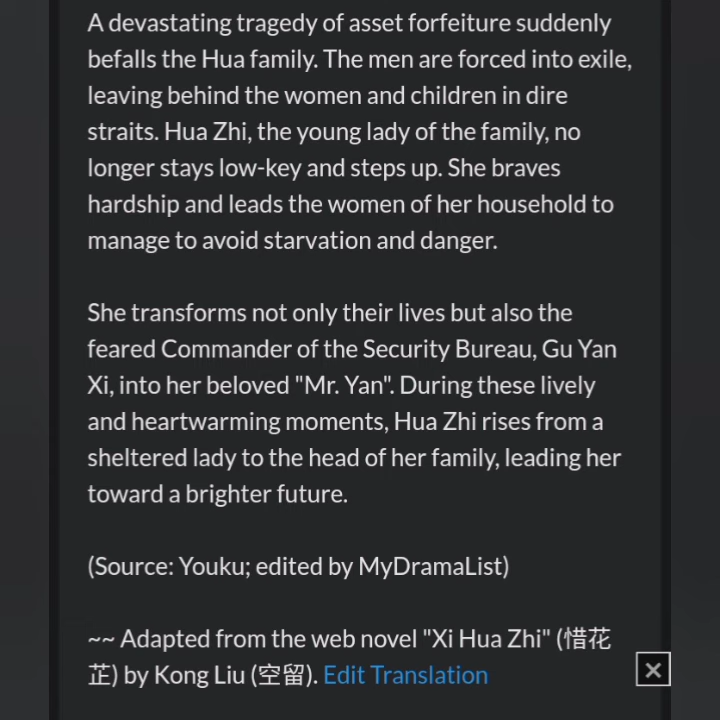 A devastating tragedy of asset forfeiture suddenly
befalls the Hua family. The men are forced into exile,
leaving behind the women and children in dire
straits. Hua Zhi, the young lady of the family, no
longer stays low-key and steps up. She braves
hardship and leads the women of her household to
manage to avoid starvation and danger.
She transforms not only their lives but also the
feared Commander of the Security Bureau, Gu Yan
Xi, into her beloved "Mr. Yan". During these lively
and heartwarming moments, Hua Zhi rises from a
sheltered lady to the head of her family, leading her
toward a brighter future.
(Source: Youku; edited by MyDramaList)
~~ Adapted from the web novel "Xi Hua Zhi" (惜花
芷) by Kong Liu (空留). Edit Translation